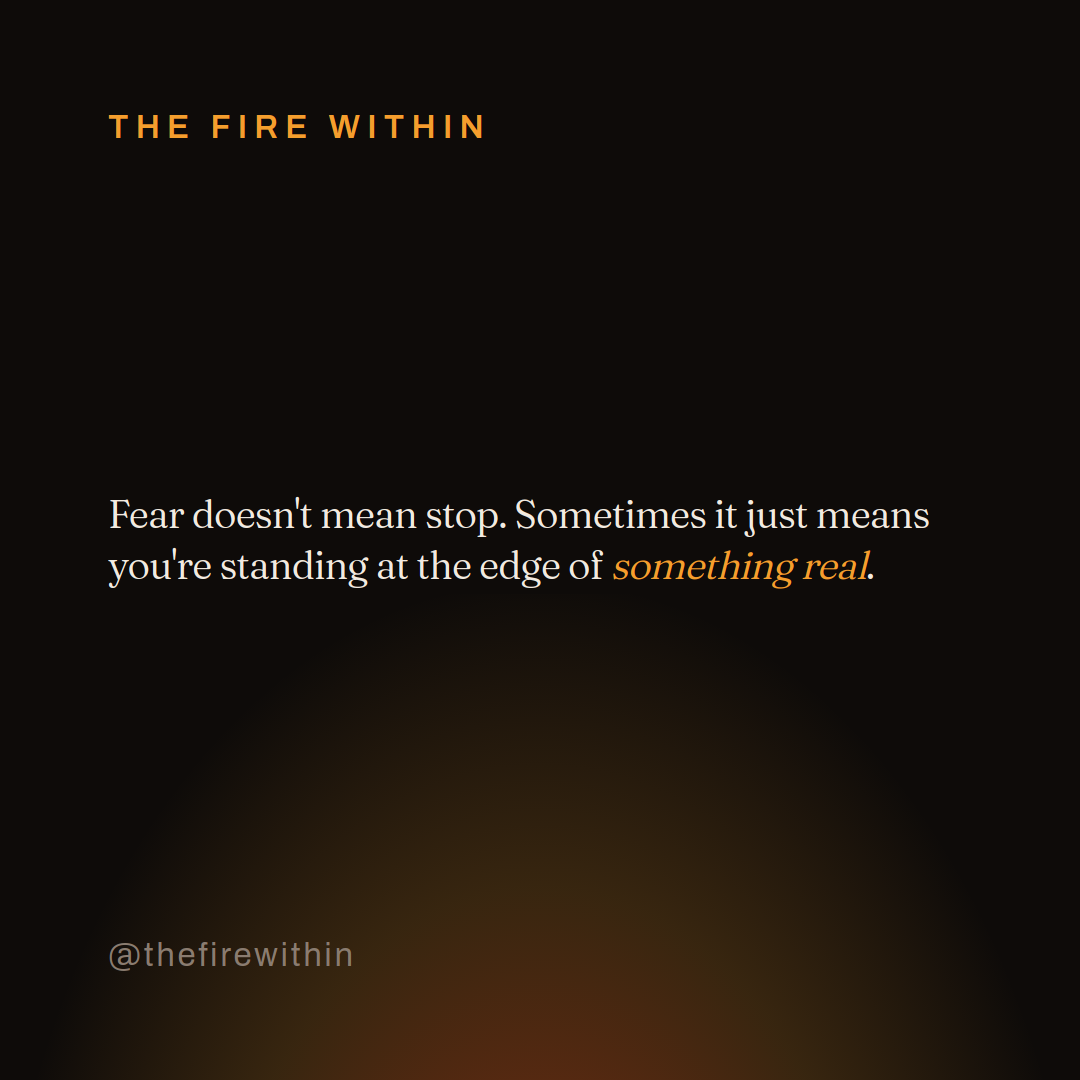 THE FIRE WITHIN
Fear doesn't mean stop. Sometimes it just means
you're standing at the edge of something real.
@thefirewithin